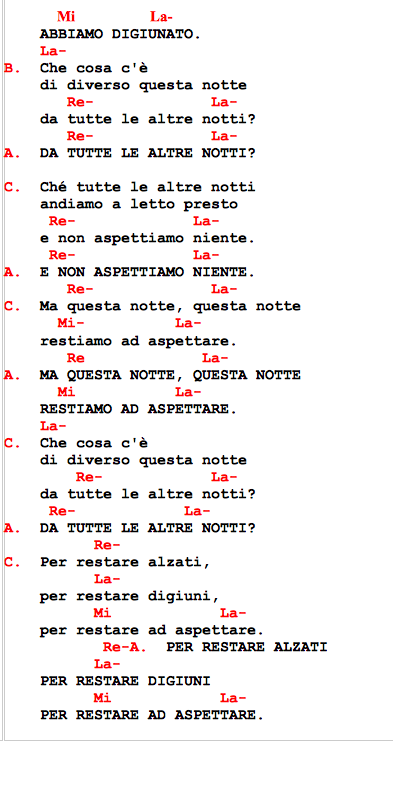 Mi La-
ABBIAMO DIGIUNATO.
La-
B. Che cosa c'è
di diverso questa notte
Re- La-
da tutte le altre notti?
Re- La-
A. DA TUTTE LE ALTRE NOTTI?
C. Ché tutte le altre notti
andiamo a letto presto
Re- La-
e non aspettiamo niente.
Re- La-
A. E NON ASPETTIAMO NIENTE.
Re- La-
C. Ma questa notte, questa notte
Mi- La-
restiamo ad aspettare.
Re La-
A. MA QUESTA NOTTE, QUESTA NOTTE
Mi La-
RESTIAMO AD ASPETTARE.
La-
C. Che cosa c'è
di diverso questa notte
Re- La-
da tutte le altre notti?
Re- La-
A. DA TUTTE LE ALTRE NOTTI?
Re-
C. Per restare alzati,
La-
per restare digiuni,
Mi La-
per restare ad aspettare.
Re-A. PER RESTARE ALZATI
La-
PER RESTARE DIGIUNI
Mi La-
PER RESTARE AD ASPETTARE.